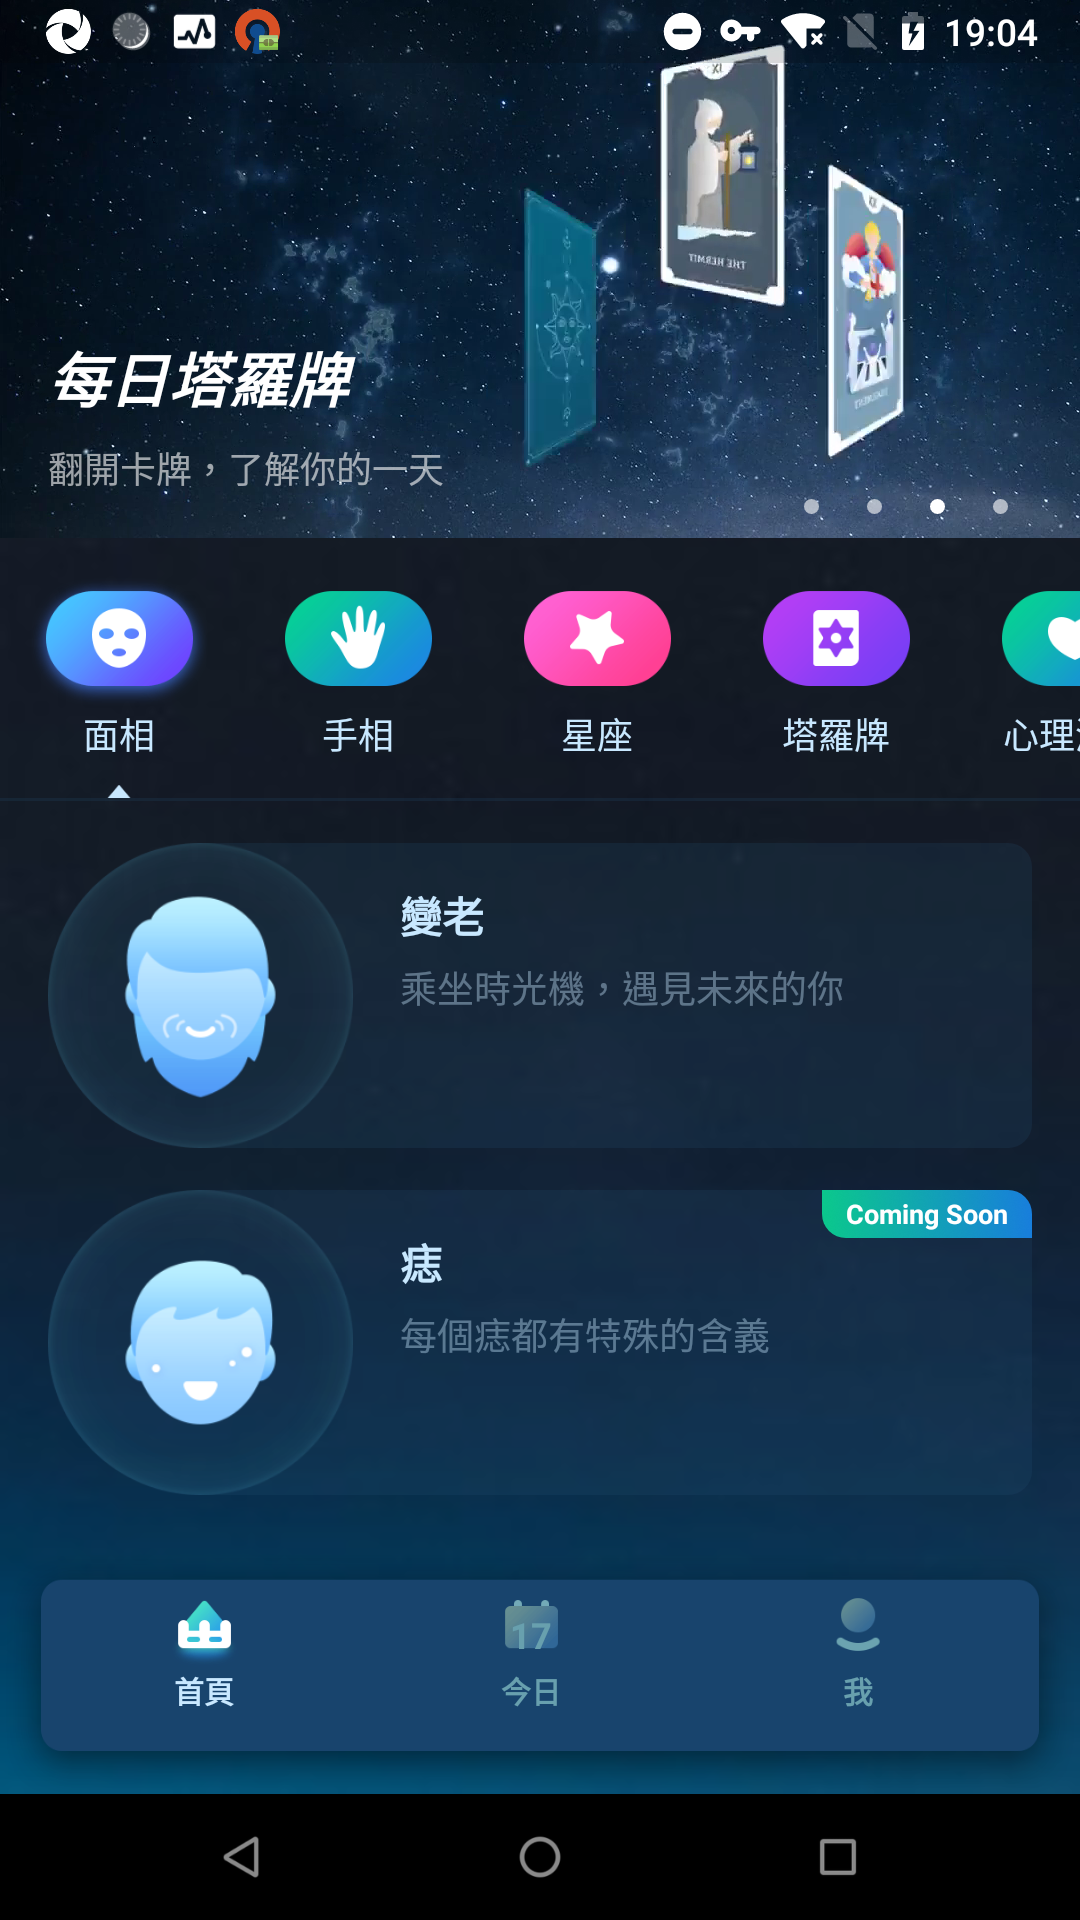 19:04
IX
THE HERMIT
XX
每日塔羅牌
翻開卡牌，了解你的一天
面相
手相
星座
塔羅牌
心理
變老
乘坐時光機，遇見未來的你
Coming Soon
痣
每個痣都有特殊的含義
17
首頁
今日
我